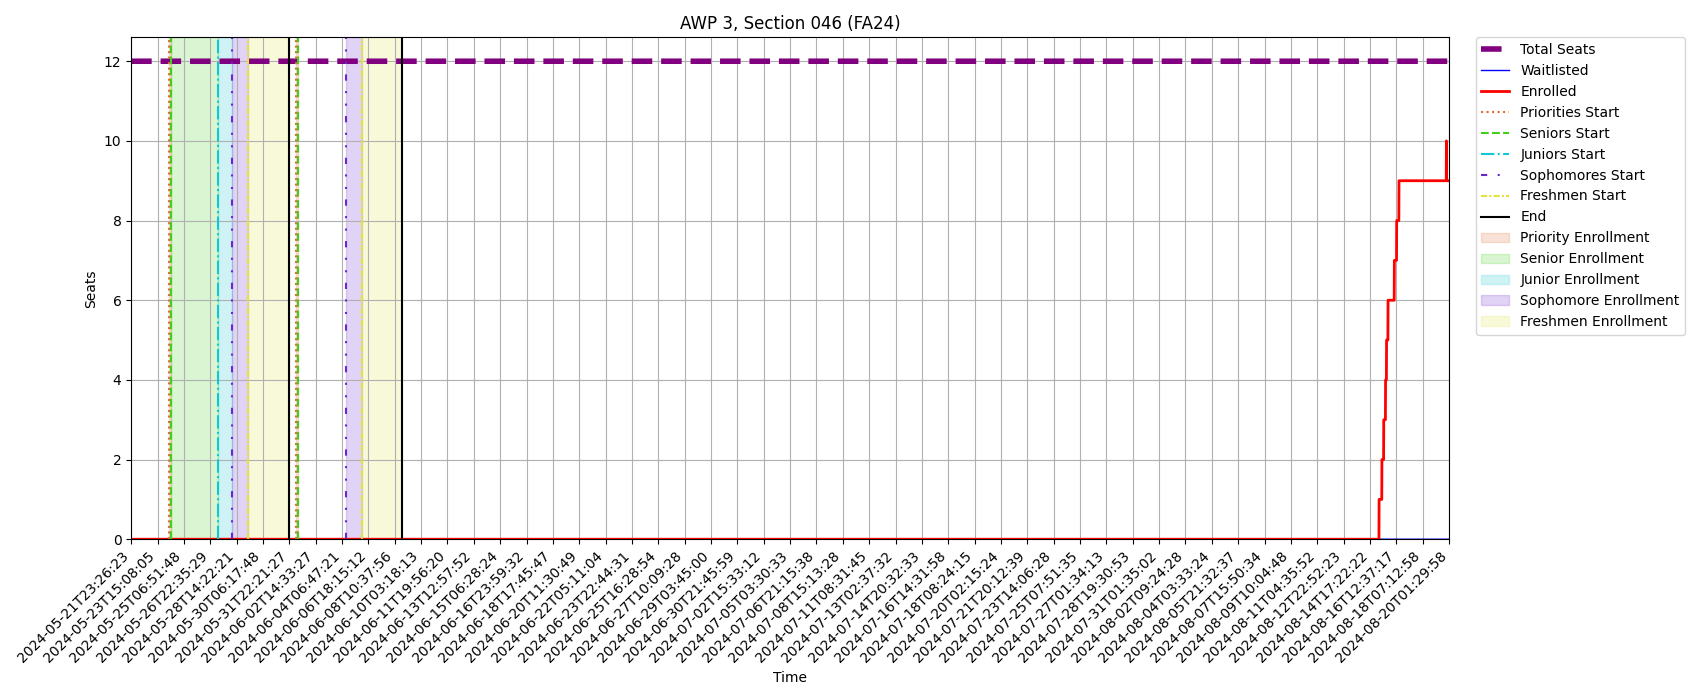 AWP 3, Section 046 (FA24)
Total Seats
Waitlisted
Enrolled
Priorities Start
Seniors Start
Juniors Start
Sophomores Start
Freshmen Start
End
Priority Enrollment
Senior Enrollment
Junior Enrollment
Sophomore Enrollment
Freshmen Enrollment
Seats
12
10
8
6
4
2
0
2024-05-21T23:26:23
2024-05-23T15:08:05
2024-05-25T06:51:48
2024-05-26T22:35:29
2024-05-28T14:22:21
2024-05-30T06:17:48
2024-05-31T22:21:27
2024-06-02T14:33:27
2024-06-04T06:47:21
2024-06-06T18:15:12
2024-06-08T10:37:56
2024-06-10T03:18:13
2024-06-11T19:56:20
2024-06-13T12:57:52
2024-06-15T06:28:24
2024-06-16T23:59:32
2024-06-18T17:45:47
2024-06-20T11:30:49
2024-06-22T05:11:04
2024-06-23T22:44:31
2024-06-25T16:28:54
2024-06-27T10:09:28
2024-06-29T03:45:00
2024-06-30T21:45:59
2024-07-02T15:33:12
2024-07-05T03:30:33
2024-07-06T21:15:38
2024-07-08T15:13:28
2024-07-11T08:31:45
2024-07-13T02:37:32
2024-07-14T20:32:33
2024-07-16T14:31:58
2024-07-18T08:24:15
2024-07-20T02:15:24
2024-07-21T20:12:39
2024-07-23T14:06:28
2024-07-25T07:51:35
2024-07-27T01:34:13
2024-07-28T19:30:53
2024-07-31T01:35:02
2024-08-02T09:24:28
2024-08-04T03:33:24
2024-08-05T21:32:37
2024-08-07T15:50:34
2024-08-09T10:04:48
2024-08-11T04:35:52
2024-08-12T22:52:23
2024-08-14T17:22:22
2024-08-16T12:37:17
2024-08-18T07:12:58
2024-08-20T01:29:58
Time